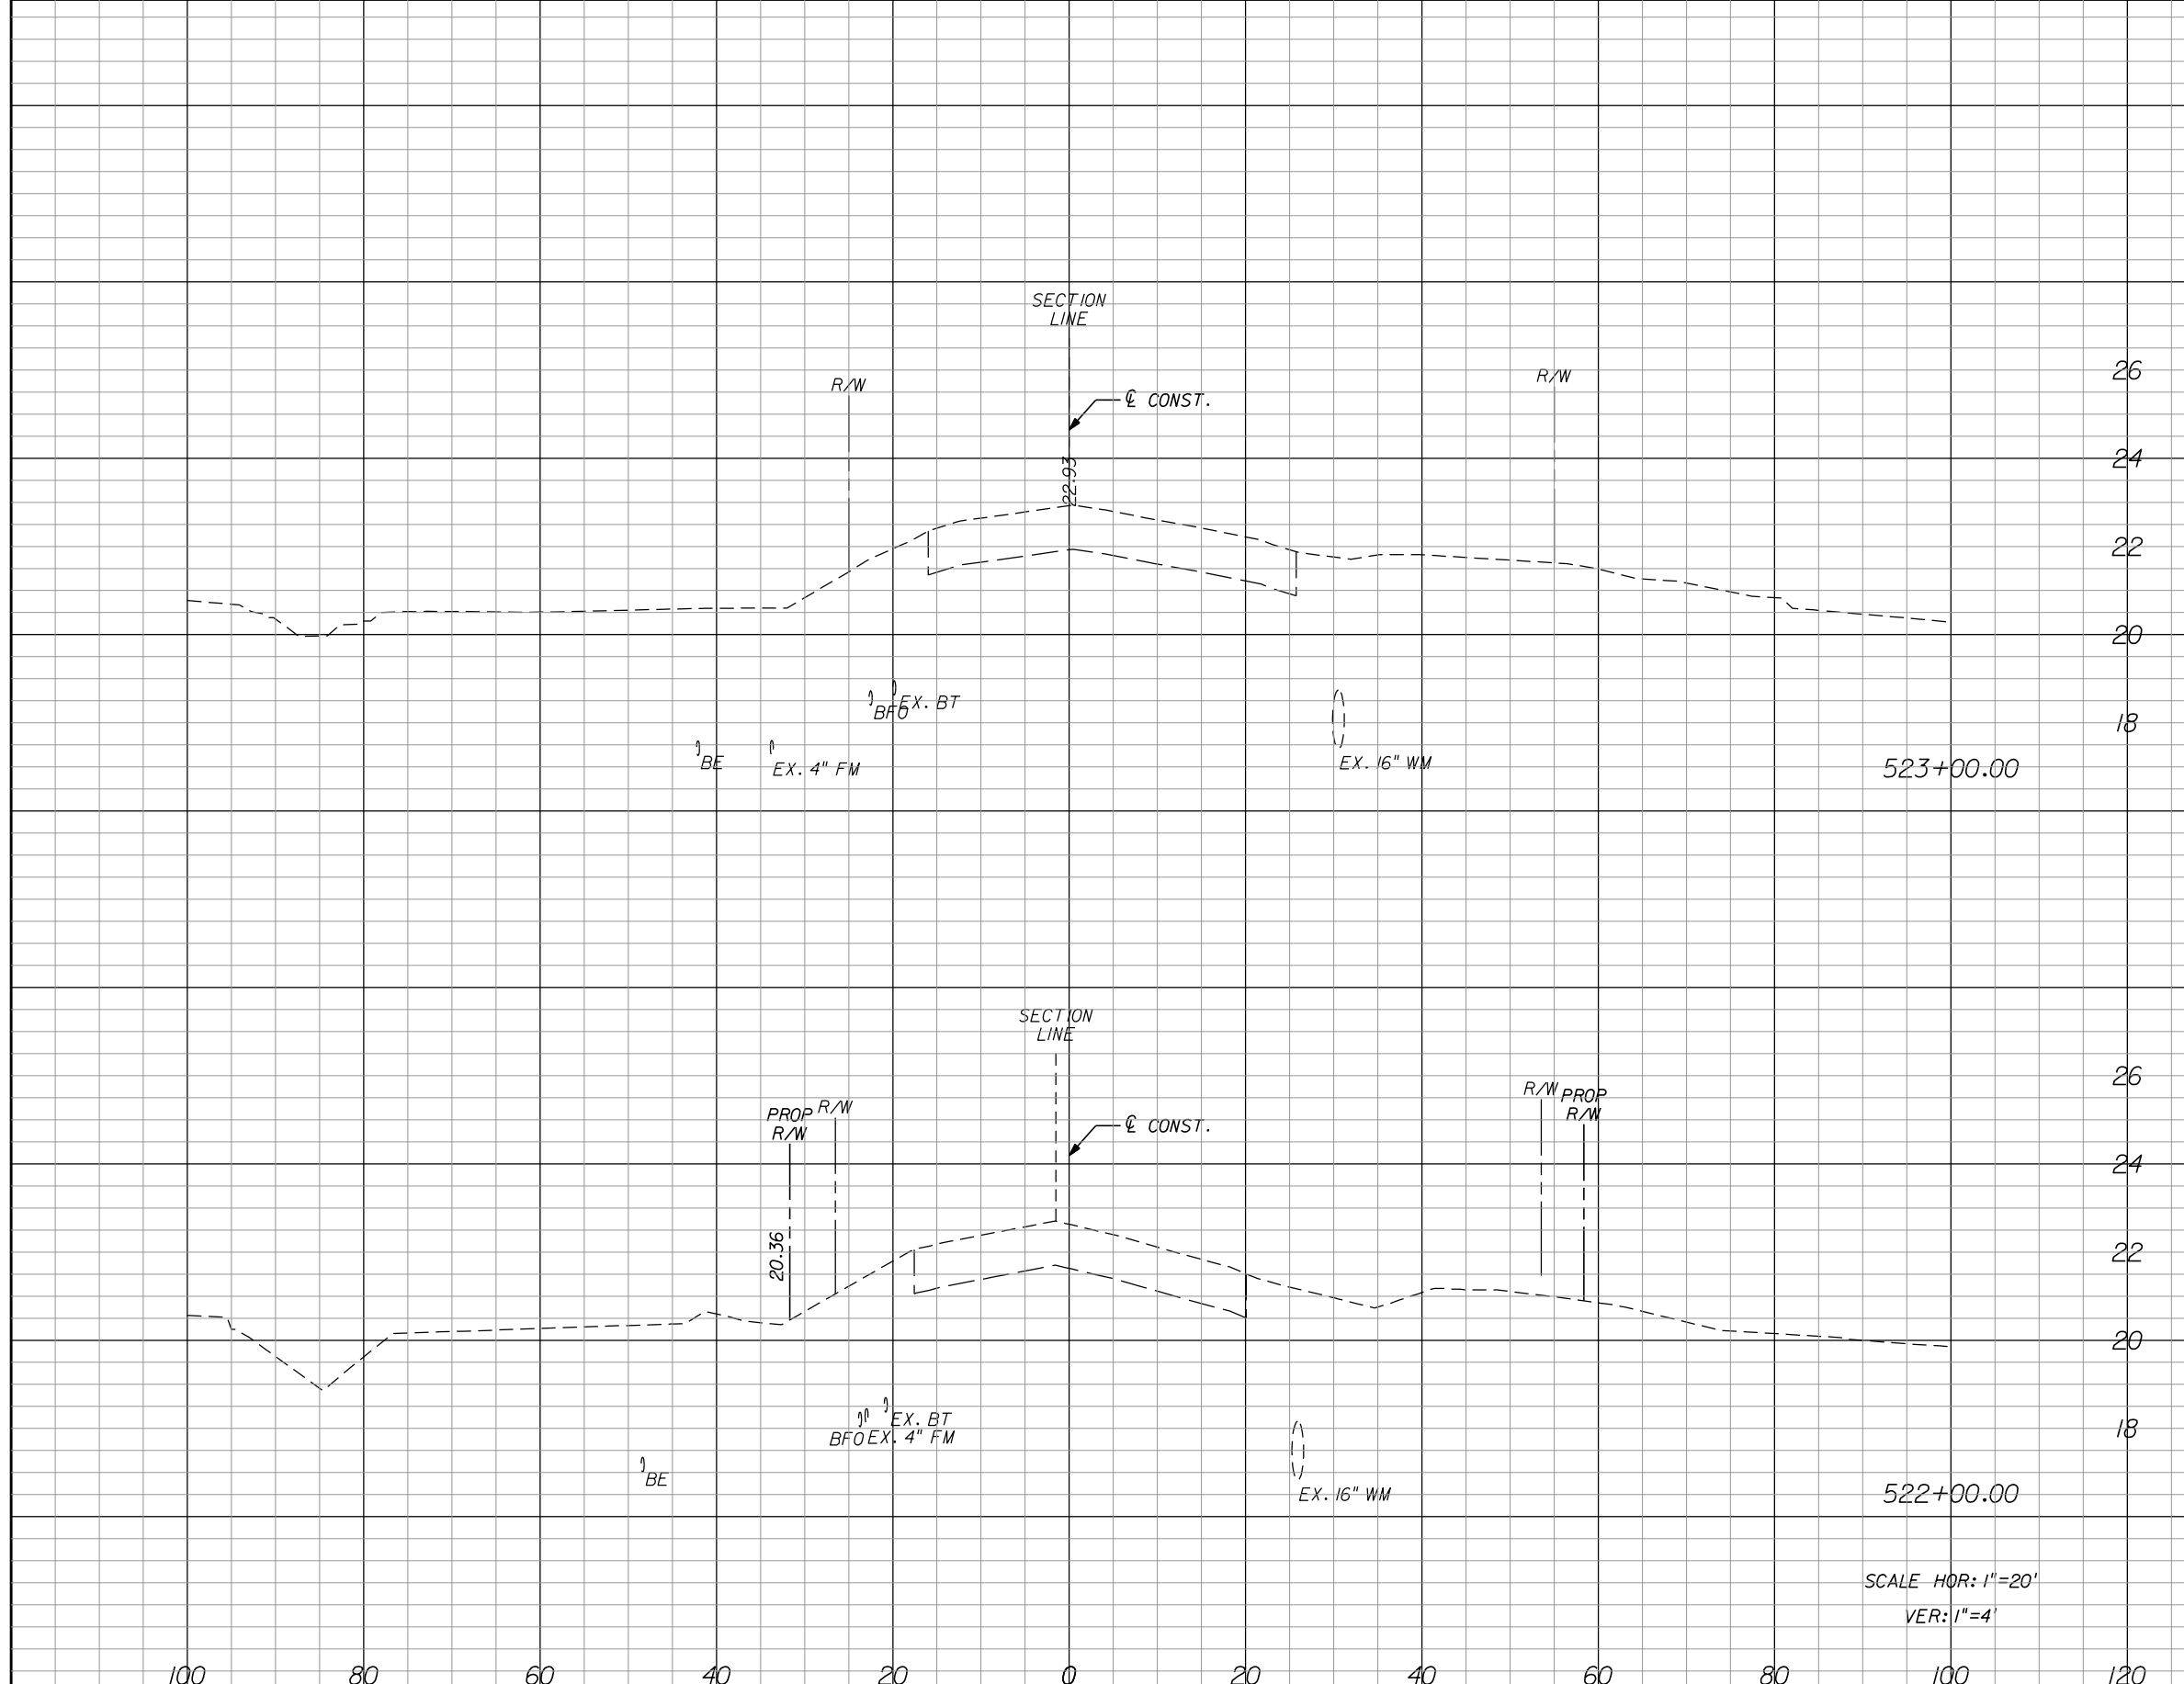 SECTION
LINE
26
R/W
R/W
℄ CONST.
24
22.93
22
20
EX. BT
BFO
18
BE
EX. 4" FM
EX. 16" WM
523+00.00
SECTION
LINE
26
R/W
PROP
R/W
PROP
R/W
R/W
℄ CONST.
24
20.36
22
20
EX. BT
18
BFO
EX. 4" FM
BE
EX. 16" WM
522+00.00
SCALE HOR: 1"=20'
VER: 1"=4'
100 80 60 40 20 0 20 40 60 80 100 120